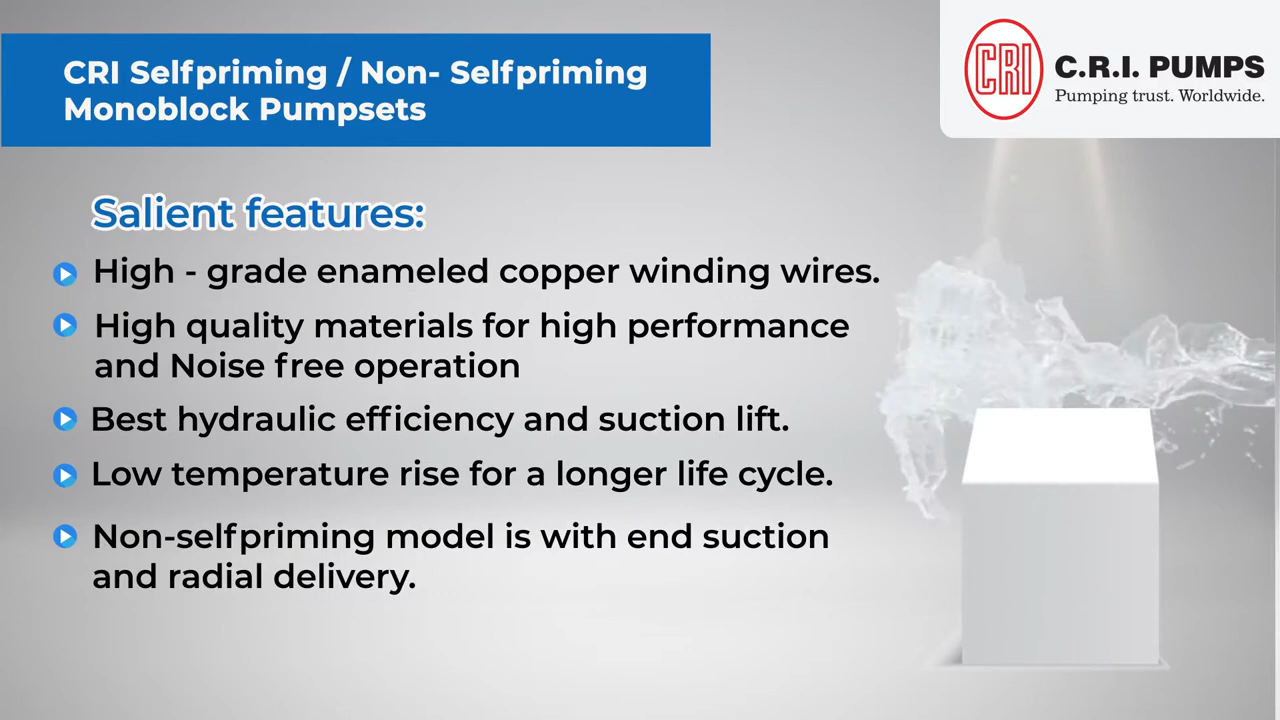 CRI Selfpriming / Non- Selfpriming
Monoblock Pumpsets
CRI
C.R.I. PUMPS
Pumping trust. Worldwide.
Salient features:
High - grade enameled copper winding wires.
High quality materials for high performance
and Noise free operation
Best hydraulic efficiency and suction lift.
Low temperature rise for a longer life cycle.
Non-selfpriming model is with end suction
and radial delivery.